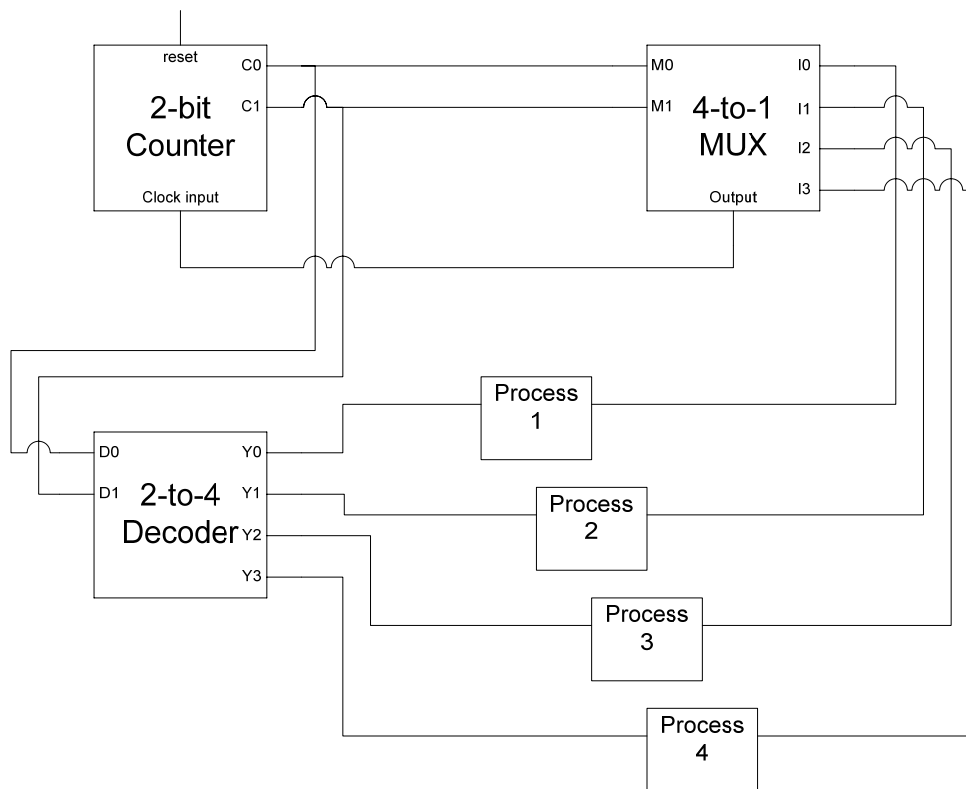 reset
C0
C1
2-bit
Counter
Clock input
M0
M1
4-to-1
MUX
I0
I1
I2
I3
Output
D0
D1
2-to-4
Decoder
Y0
Y1
Y2
Y3
Process
1
Process
2
Process
3
Process
4